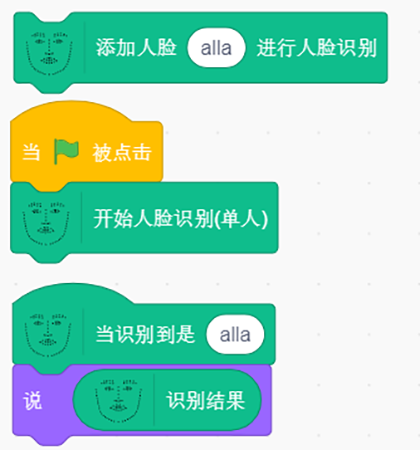 添加人脸 alla 进行人脸识别
当 被点击
开始人脸识别(单人)
当识别到是 alla
说 识别结果